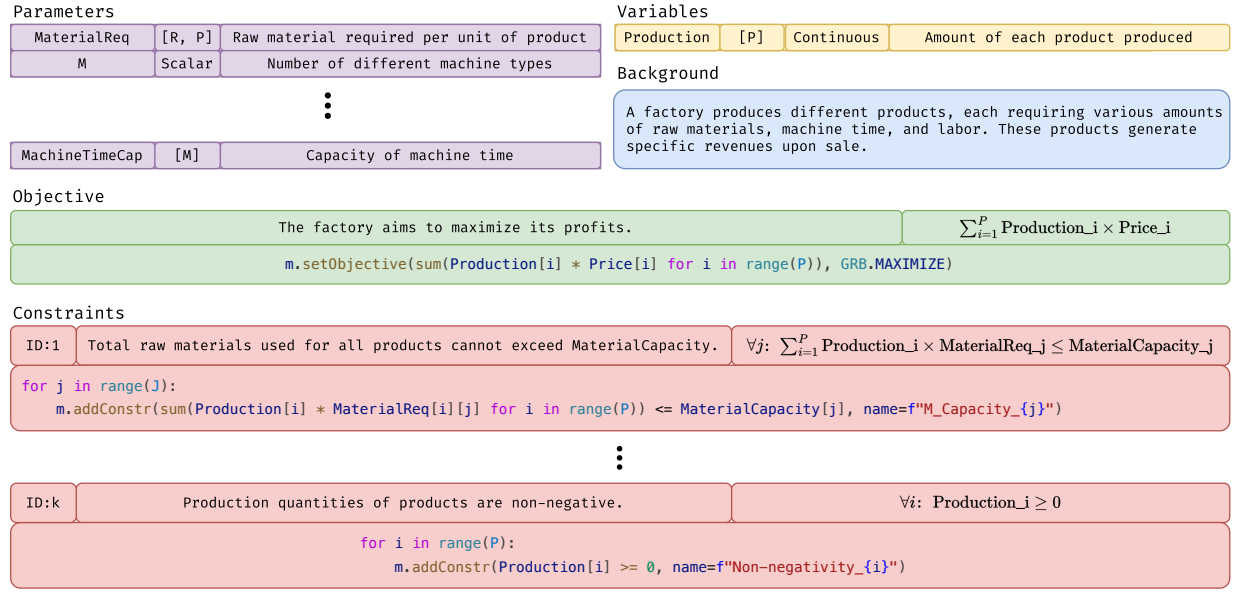 Parameters
MaterialReq [R, P] Raw material required per unit of product
M Scalar Number of different machine types
MachineTimeCap [M] Capacity of machine time
Variables
Production [P] Continuous Amount of each product produced
Background
A factory produces different products, each requiring various amounts
of raw materials, machine time, and labor. These products generate
specific revenues upon sale.
Objective
The factory aims to maximize its profits. ∑_{i=1}^{P} Production_i × Price_i
m.setObjective(sum(Production[i] * Price[i] for i in range(P)), GRB.MAXIMIZE)
Constraints
ID:1 Total raw materials used for all products cannot exceed MaterialCapacity. ∀j: ∑_{i=1}^{P} Production_i × MaterialReq_j ≤ MaterialCapacity_j
for j in range(J):
m.addConstr(sum(Production[i] * MaterialReq[i][j] for i in range(P)) <= MaterialCapacity[j], name=f"M_Capacity_{j}")
ID:k Production quantities of products are non-negative. ∀i: Production_i ≥ 0
for i in range(P):
m.addConstr(Production[i] >= 0, name=f"Non-negativity_{i}")